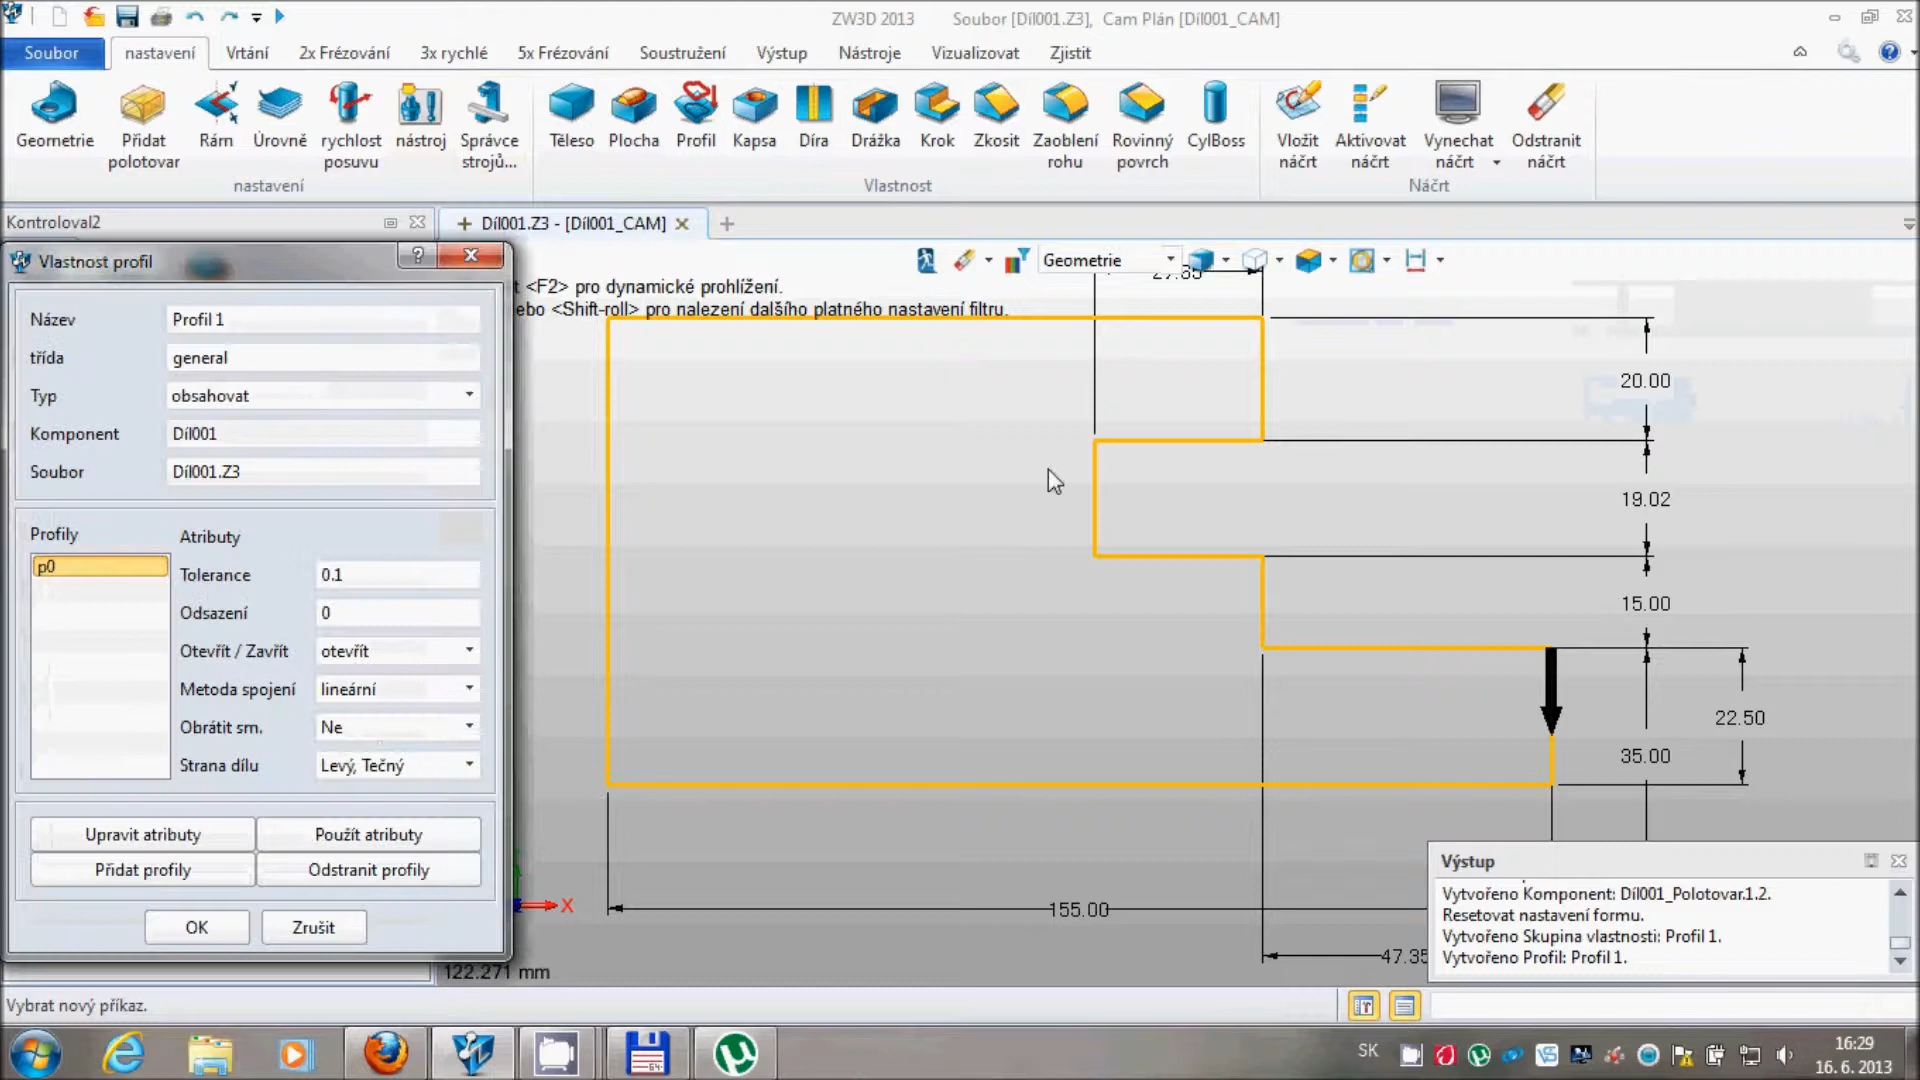 ZW3D 2013 Soubor [Díl001.Z3], Cam Plán [Díl001_CAM]
Soubor nastavení Vrtání 2x Frézování 3x rychlé 5x Frézování Soustružení Výstup Nástroje Vizualizovat Zjistit
Geometrie Přidat polotovar Rám Úrovně rychlost posuvu nástroj Správce strojů...
nastavení
Těleso Plocha Profil Kapsa Díra Drážka Krok Zkosit Zaoblení rohu Rovinný povrch CylBoss
Vlastnost
Vložit náčrt Aktivovat náčrt Vynechat náčrt Odstranit náčrt
Náčrt
Kontroloval2
Díl001.Z3 - [Díl001_CAM]
Vlastnost profil
Geometrie
t <F2> pro dynamické prohlížení.
ebo <Shift-roll> pro nalezení dalšího platného nastavení filtru.
Název Profil 1
třída general
Typ obsahovat
Komponent Díl001
Soubor Díl001.Z3
Profily
p0
Atributy
Tolerance 0.1
Odsazení 0
Otevřít / Zavřít otevřít
Metoda spojení lineární
Obrátit sm. Ne
Strana dílu Levý, Tečný
Upravit atributy Použít atributy
Přidat profily Odstranit profily
OK Zrušit
20.00
19.02
15.00
22.50
35.00
155.00
47.35
X
122.271 mm
Výstup
Vytvořeno Komponent: Díl001_Polotovar.1.2.
Resetovat nastavení formu.
Vytvořeno Skupina vlastnosti: Profil 1.
Vytvořeno Profil: Profil 1.
Vybrat nový příkaz.
SK
16:29
16. 6. 2013